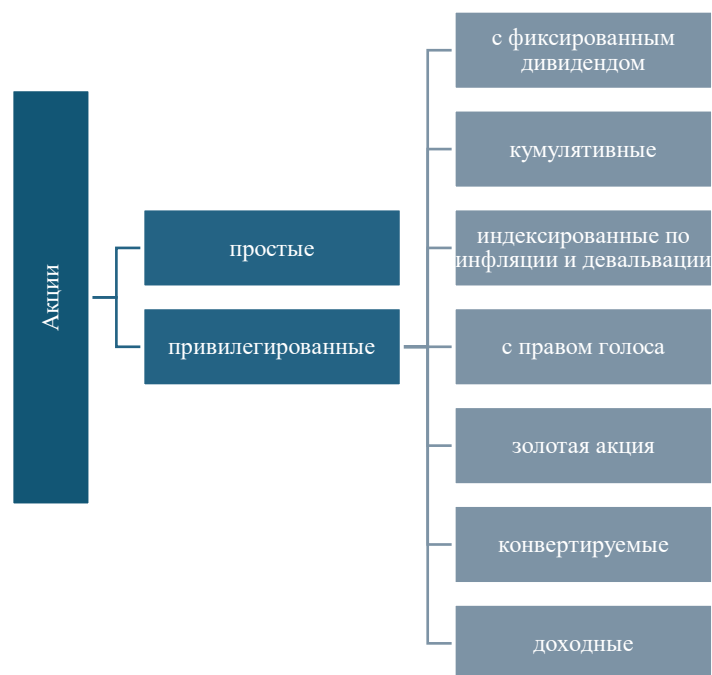 Акции
простые
привилегированные
с фиксированным
дивидендом
кумулятивные
индексированные по
инфляции и девальвации
с правом голоса
золотая акция
конвертируемые
доходные